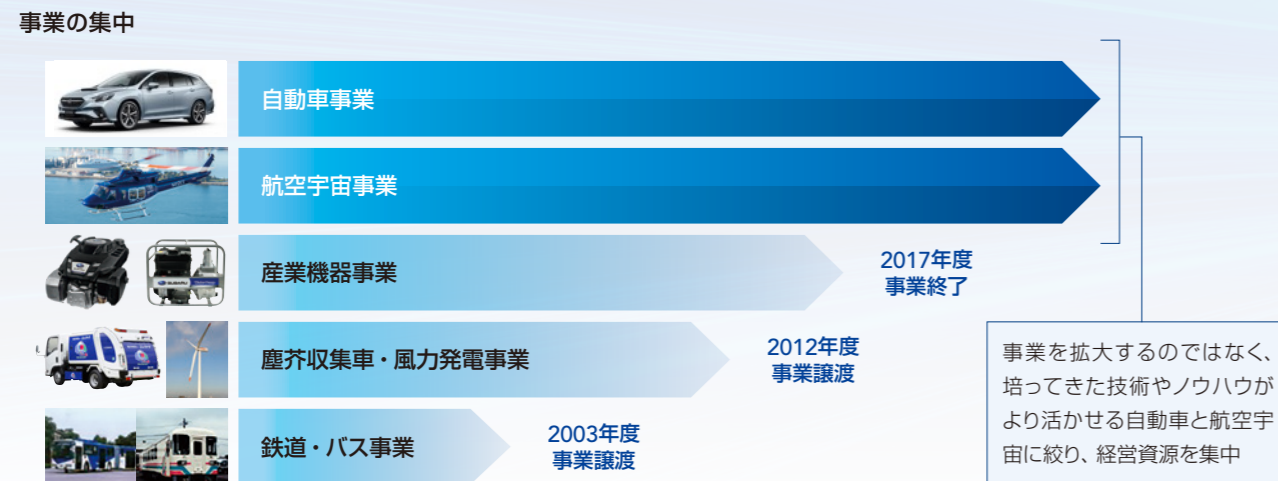 事業の集中
自動車事業
航空宇宙事業
産業機器事業
2017年度
事業終了
SUBARU
塵芥収集車・風力発電事業
2012年度
事業譲渡
鉄道・バス事業
2003年度
事業譲渡
事業を拡大するのではなく、
培ってきた技術やノウハウが
より活かせる自動車と航空宇
宙に絞り、経営資源を集中